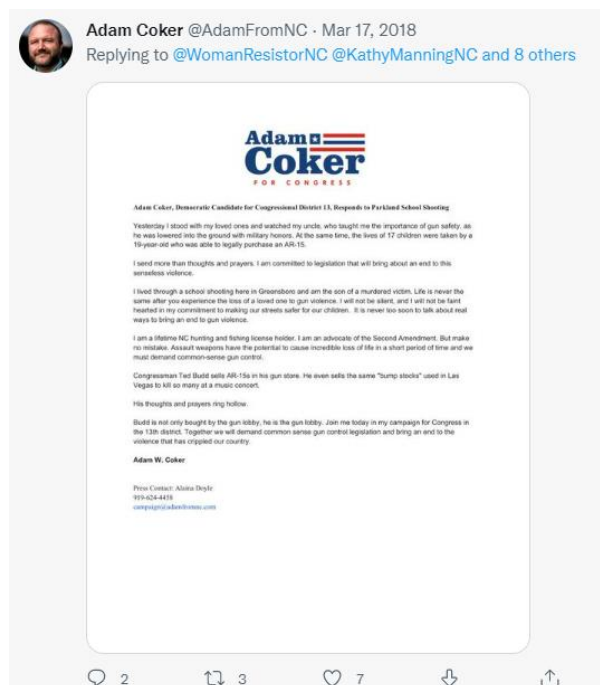 Adam Coker @AdamFromNC · Mar 17, 2018
Replying to @WomanResistorNC @KathyManningNC and 8 others
Adam
Coker
FOR CONGRESS
Adam Coker, Democratic Candidate for Congressional District 13, Responds to Parkland School Shooting
Yesterday I stood with my loved ones and watched my uncle, who taught me the importance of gun safety, as
he was lowered into the ground with military honors. At the same time, the lives of 17 children were taken by a
19-year-old who was able to legally purchase an AR-15.
I send more than thoughts and prayers. I am committed to legislation that will bring about an end to this
senseless violence.
I lived through a school shooting here in Greensboro and am the son of a murdered victim. Life is never the
same after you experience the loss of a loved one to gun violence. I will not be silent, and I will not be faint
hearted in my commitment to making our streets safer for our children. It is never too soon to talk about real
ways to bring an end to gun violence.
I am a lifetime NC hunting and fishing license holder. I am an advocate of the Second Amendment. But make
no mistake. Assault weapons have the potential to cause incredible loss of life in a short period of time and we
must demand common-sense gun control.
Congressman Ted Budd sells AR-15s in his gun store. He even sells the same "bump stocks" used in Las
Vegas to kill so many at a music concert.
His thoughts and prayers ring hollow.
Budd is not only bought by the gun lobby, he is the gun lobby. Join me today in my campaign for Congress in
the 13th district. Together we will demand common sense gun control legislation and bring an end to the
violence that has crippled our country.
Adam W. Coker
Press Contact: Alaina Doyle
919-624-4458
campaign@adamfromnc.com
2 3 7